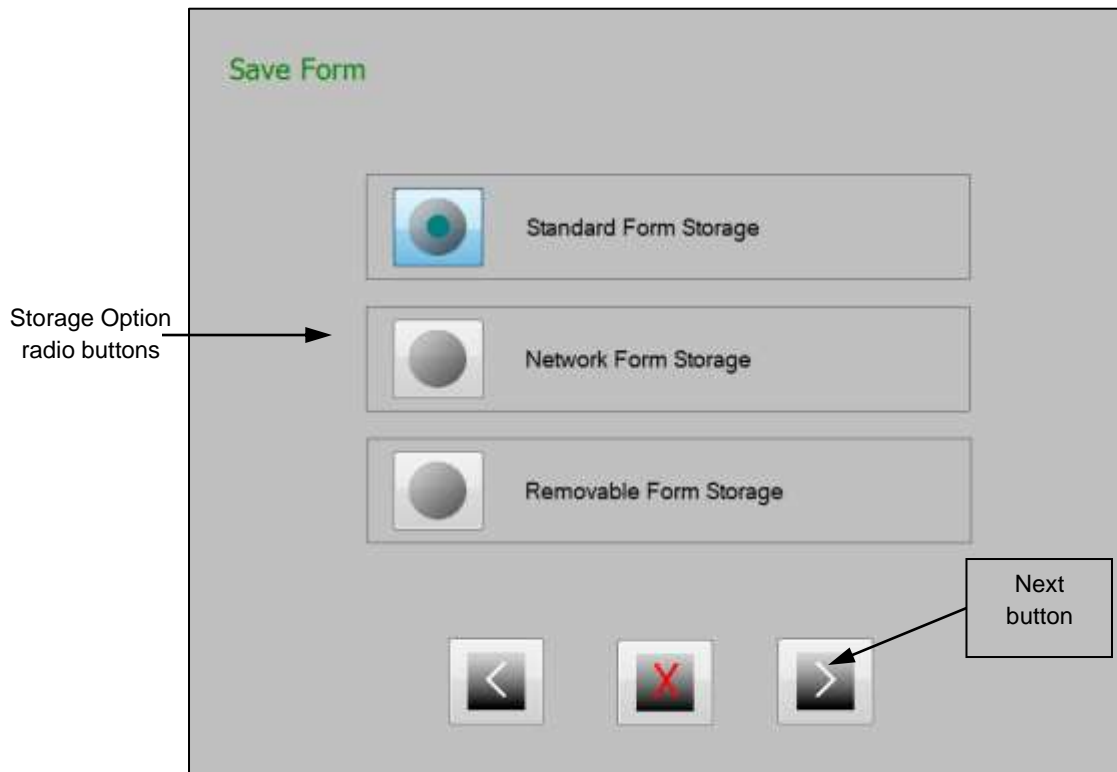 Save Form
Standard Form Storage
Storage Option
radio buttons
Network Form Storage
Removable Form Storage
Next
button
<
X
>